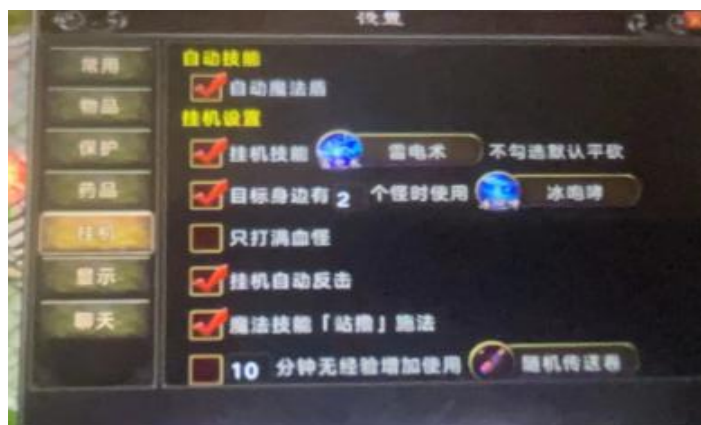 设置
常用
物品
保护
药品
挂机
显示
聊天
自动技能
自动魔法盾
挂机设置
挂机技能 雷电术 不勾选默认平砍
目标身边有 2 个怪时使用 冰咆哮
只打满血怪
挂机自动反击
魔法技能「站撸」施法
10 分钟无经验增加使用 随机传送卷